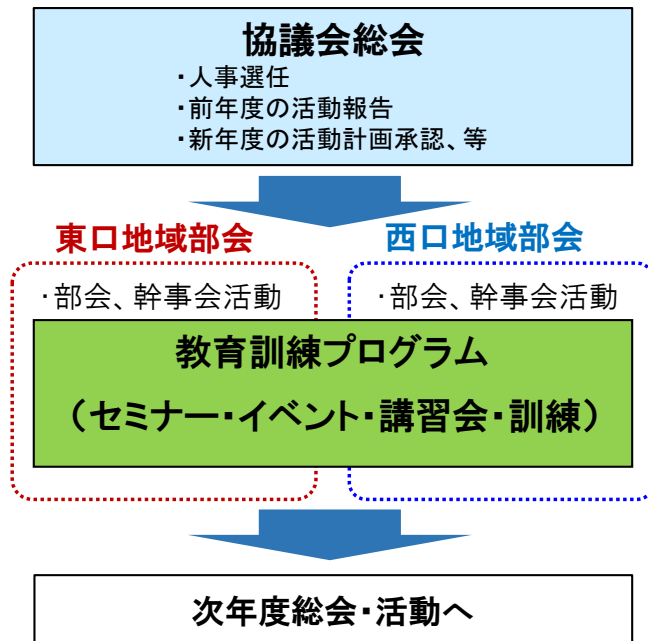 協議会総会
・人事選任
・前年度の活動報告
・新年度の活動計画承認、等
東口地域部会
西口地域部会
・部会、幹事会活動
・部会、幹事会活動
教育訓練プログラム
（セミナー・イベント・講習会・訓練）
次年度総会・活動へ